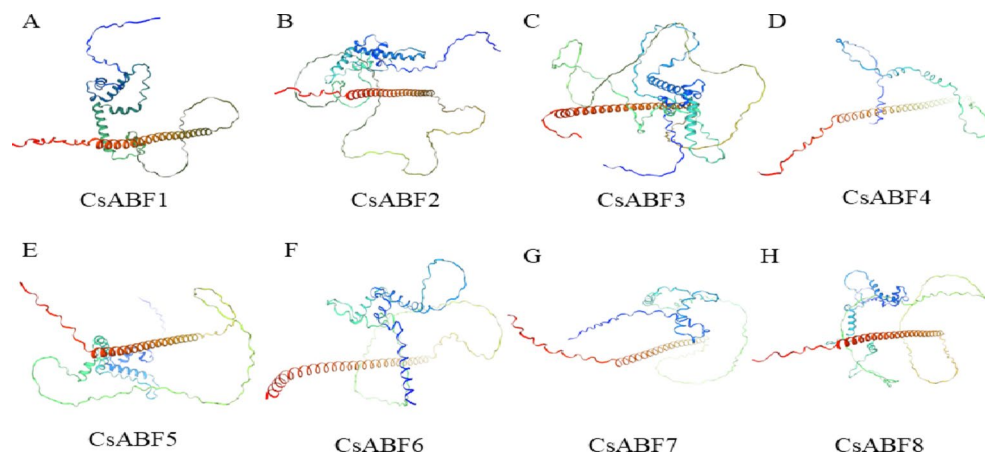 A B C D
CsABF1 CsABF2 CsABF3 CsABF4
E F G H
CsABF5 CsABF6 CsABF7 CsABF8